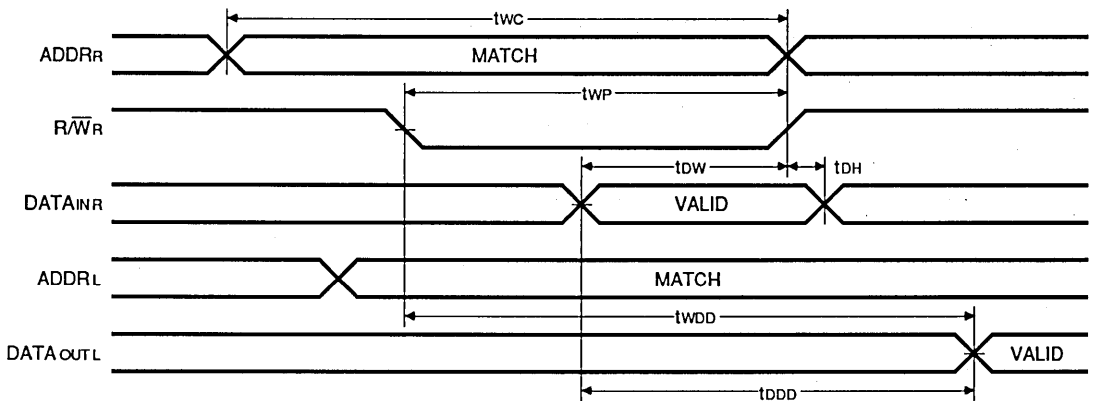 tWC
ADDRR MATCH
tWP
R/W̅R
tDW tDH
DATAINR VALID
ADDRL MATCH
tWDD
DATAOUTL VALID
tDDD